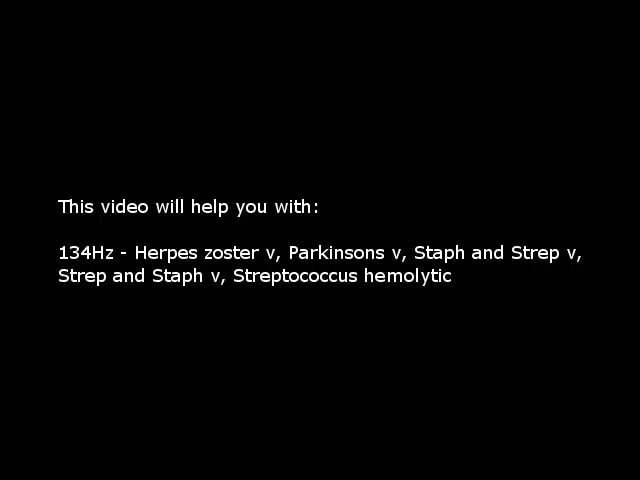 This video will help you with:
134Hz - Herpes zoster v, Parkinsons v, Staph and Strep v,
Strep and Staph v, Streptococcus hemolytic